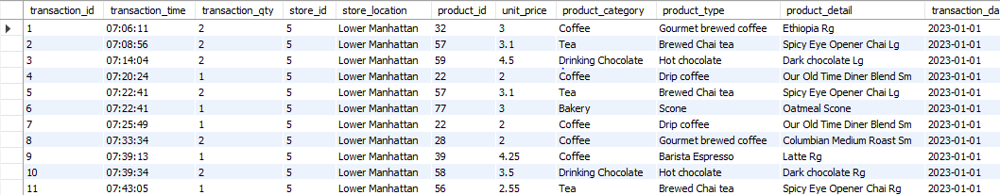 transaction_id transaction_time transaction_qty store_id store_location product_id unit_price product_category product_type product_detail transaction_da
1 07:06:11 2 5 Lower Manhattan 32 3 Coffee Gourmet brewed coffee Ethiopia Rg 2023-01-01
2 07:08:56 2 5 Lower Manhattan 57 3.1 Tea Brewed Chai tea Spicy Eye Opener Chai Lg 2023-01-01
3 07:14:04 2 5 Lower Manhattan 59 4.5 Drinking Chocolate Hot chocolate Dark chocolate Lg 2023-01-01
4 07:20:24 1 5 Lower Manhattan 22 2 Coffee Drip coffee Our Old Time Diner Blend Sm 2023-01-01
5 07:22:41 2 5 Lower Manhattan 57 3.1 Tea Brewed Chai tea Spicy Eye Opener Chai Lg 2023-01-01
6 07:22:41 1 5 Lower Manhattan 77 3 Bakery Scone Oatmeal Scone 2023-01-01
7 07:25:49 1 5 Lower Manhattan 22 2 Coffee Drip coffee Our Old Time Diner Blend Sm 2023-01-01
8 07:33:34 2 5 Lower Manhattan 28 2 Coffee Gourmet brewed coffee Columbian Medium Roast Sm 2023-01-01
9 07:39:13 1 5 Lower Manhattan 39 4.25 Coffee Barista Espresso Latte Rg 2023-01-01
10 07:39:34 2 5 Lower Manhattan 58 3.5 Drinking Chocolate Hot chocolate Dark chocolate Rg 2023-01-01
11 07:43:05 1 5 Lower Manhattan 56 2.55 Tea Brewed Chai tea Spicy Eye Opener Chai Rg 2023-01-01